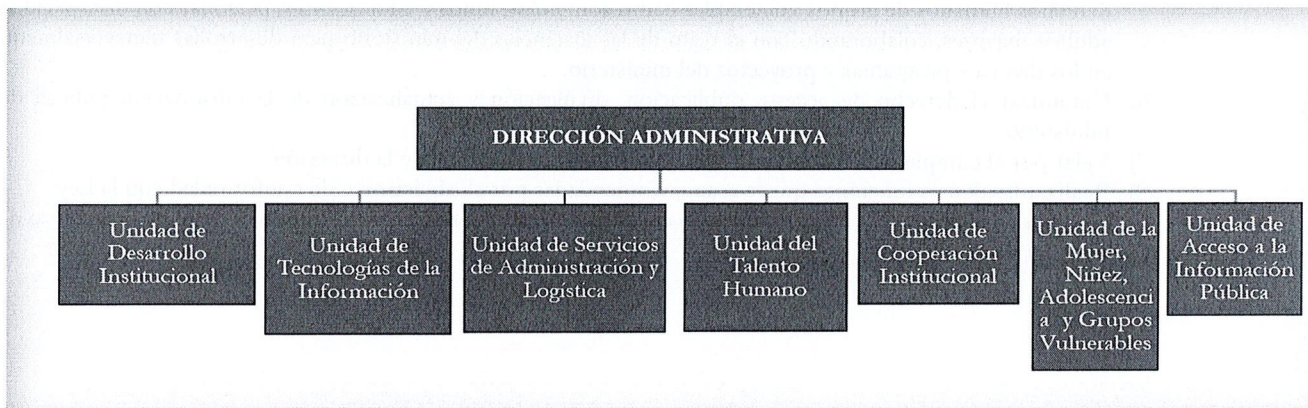 DIRECCIÓN ADMINISTRATIVA
Unidad de
Desarrollo
Institucional
Unidad de
Tecnologías de la
Información
Unidad de Servicios
de Administración y
Logística
Unidad del
Talento
Humano
Unidad de
Cooperación
Institucional
Unidad de la
Mujer,
Niñez,
Adolescenci
a y Grupos
Vulnerables
Unidad de
Acceso a la
Información
Pública